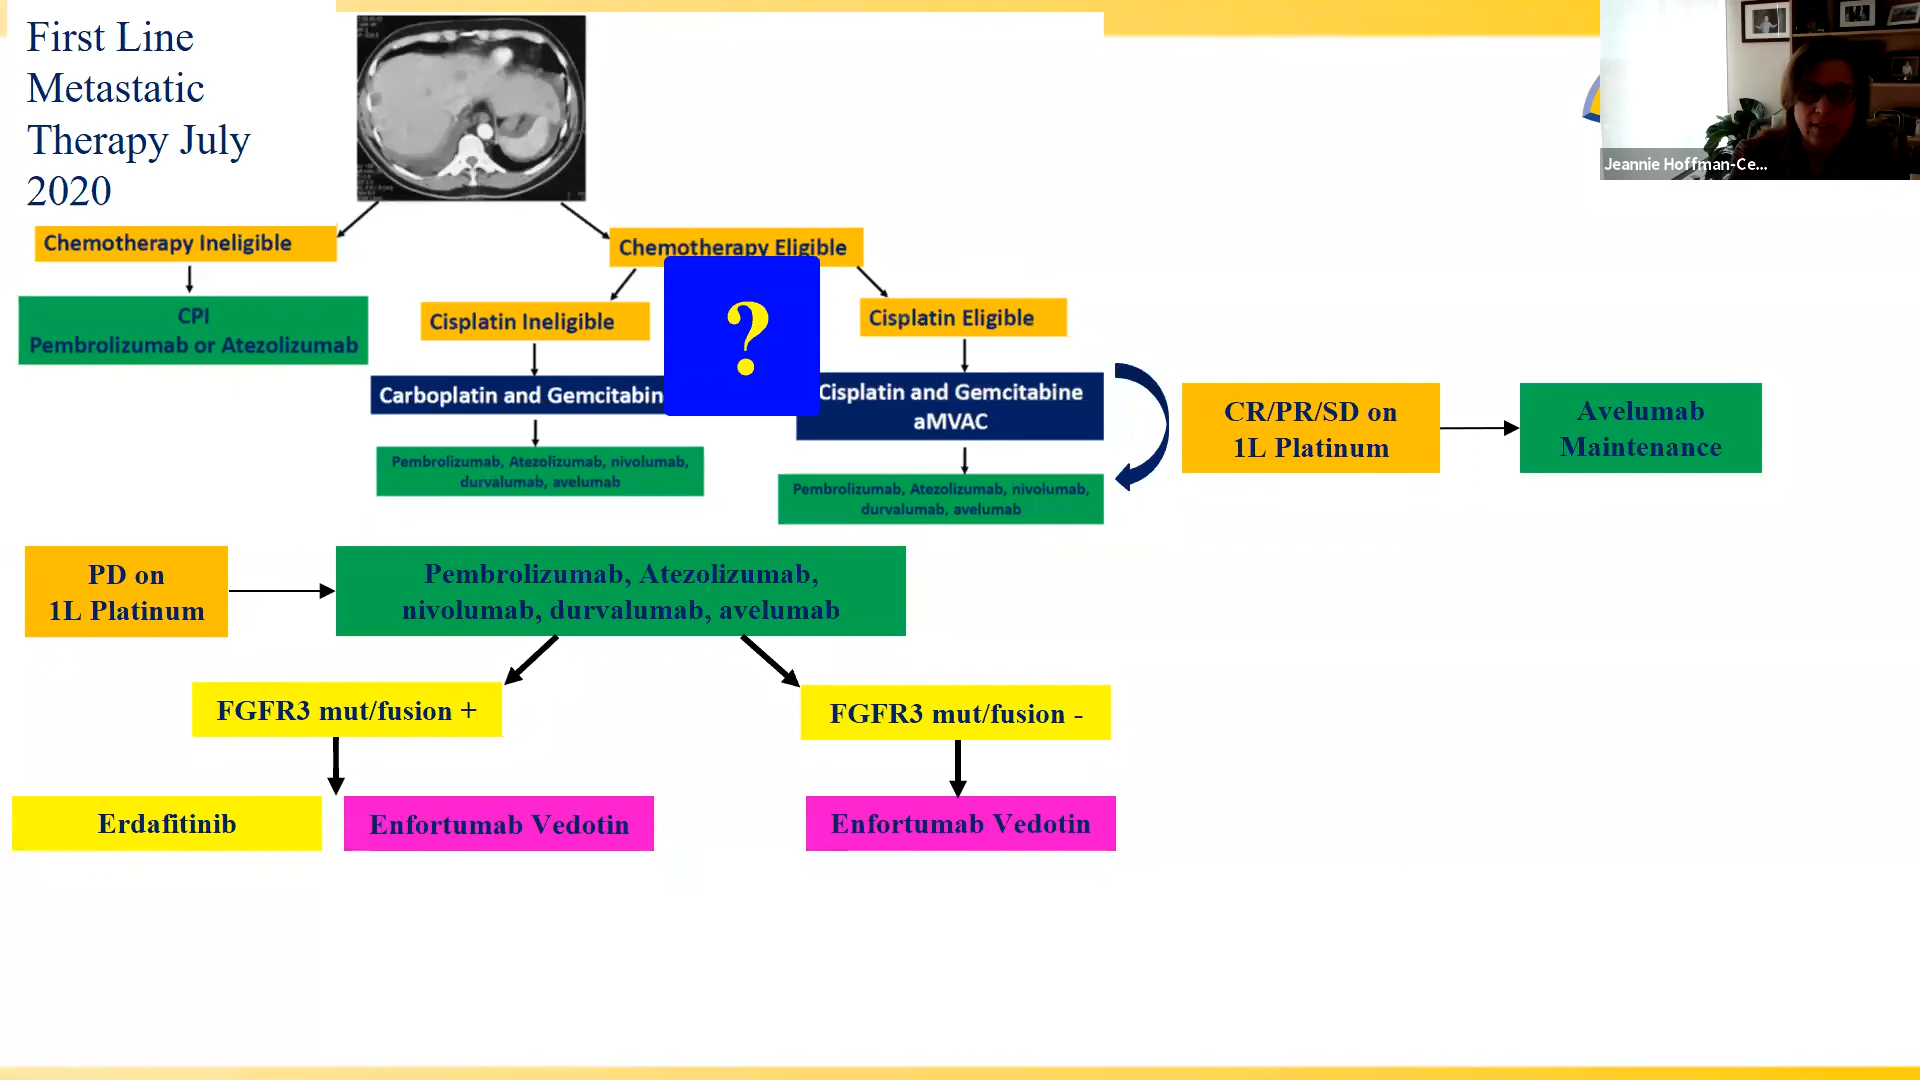 First Line
Metastatic
Therapy July
2020
Jeannie Hoffman-Ce...
Chemotherapy Ineligible
Chemotherapy Eligible
CPI
Pembrolizumab or Atezolizumab
Cisplatin Ineligible
?
Cisplatin Eligible
Carboplatin and Gemcitabin
Cisplatin and Gemcitabine
aMVAC
CR/PR/SD on
1L Platinum
Avelumab
Maintenance
Pembrolizumab, Atezolizumab, nivolumab,
durvalumab, avelumab
Pembrolizumab, Atezolizumab, nivolumab,
durvalumab, avelumab
PD on
1L Platinum
Pembrolizumab, Atezolizumab,
nivolumab, durvalumab, avelumab
FGFR3 mut/fusion +
FGFR3 mut/fusion -
Erdafitinib
Enfortumab Vedotin
Enfortumab Vedotin